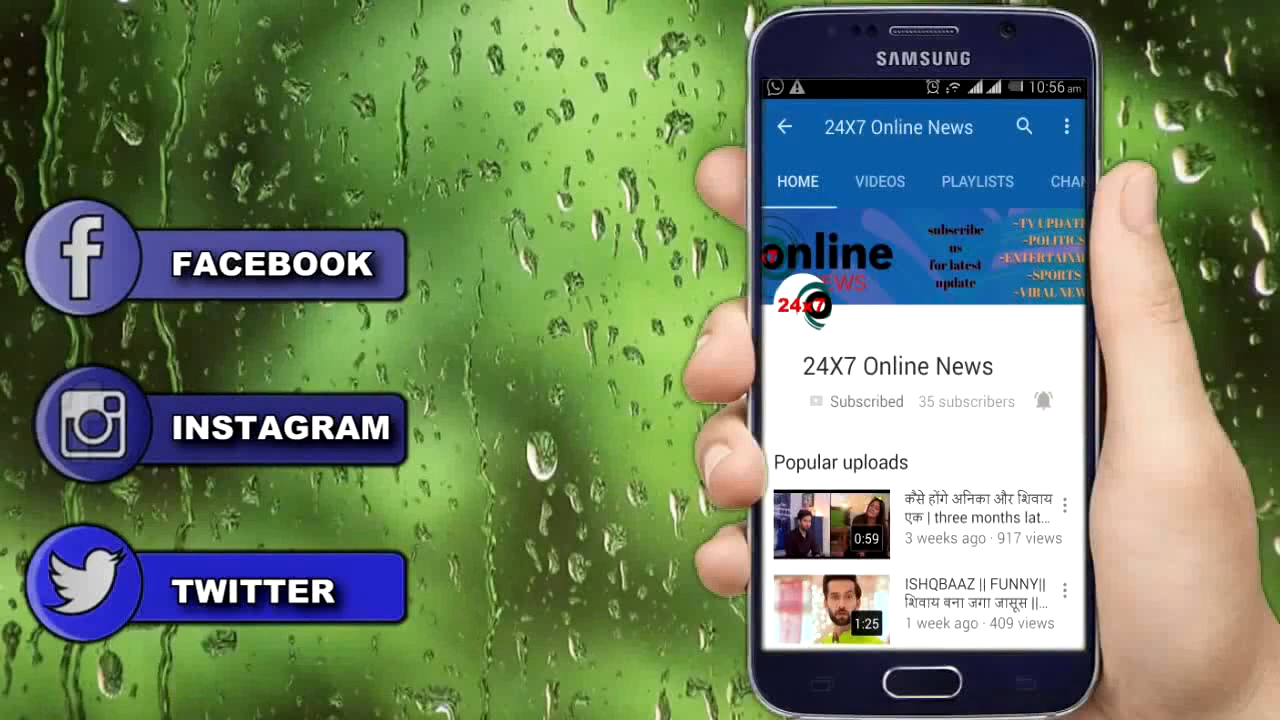 FACEBOOK
INSTAGRAM
TWITTER
SAMSUNG
10:56 am
24X7 Online News
HOME VIDEOS PLAYLISTS CHAN
online
NEWS
subscribe
us
for latest
update
~TV UPDATE
~POLITICS
~ENTERTAINM
~SPORTS
~VIRAL NEWS
24x7
24X7 Online News
Subscribed 35 subscribers
Popular uploads
0:59
कैसे होंगे अनिका और शिवाय
एक | three months lat...
3 weeks ago · 917 views
1:25
ISHQBAAZ || FUNNY||
शिवाय बना जगा जासूस ||...
1 week ago · 409 views